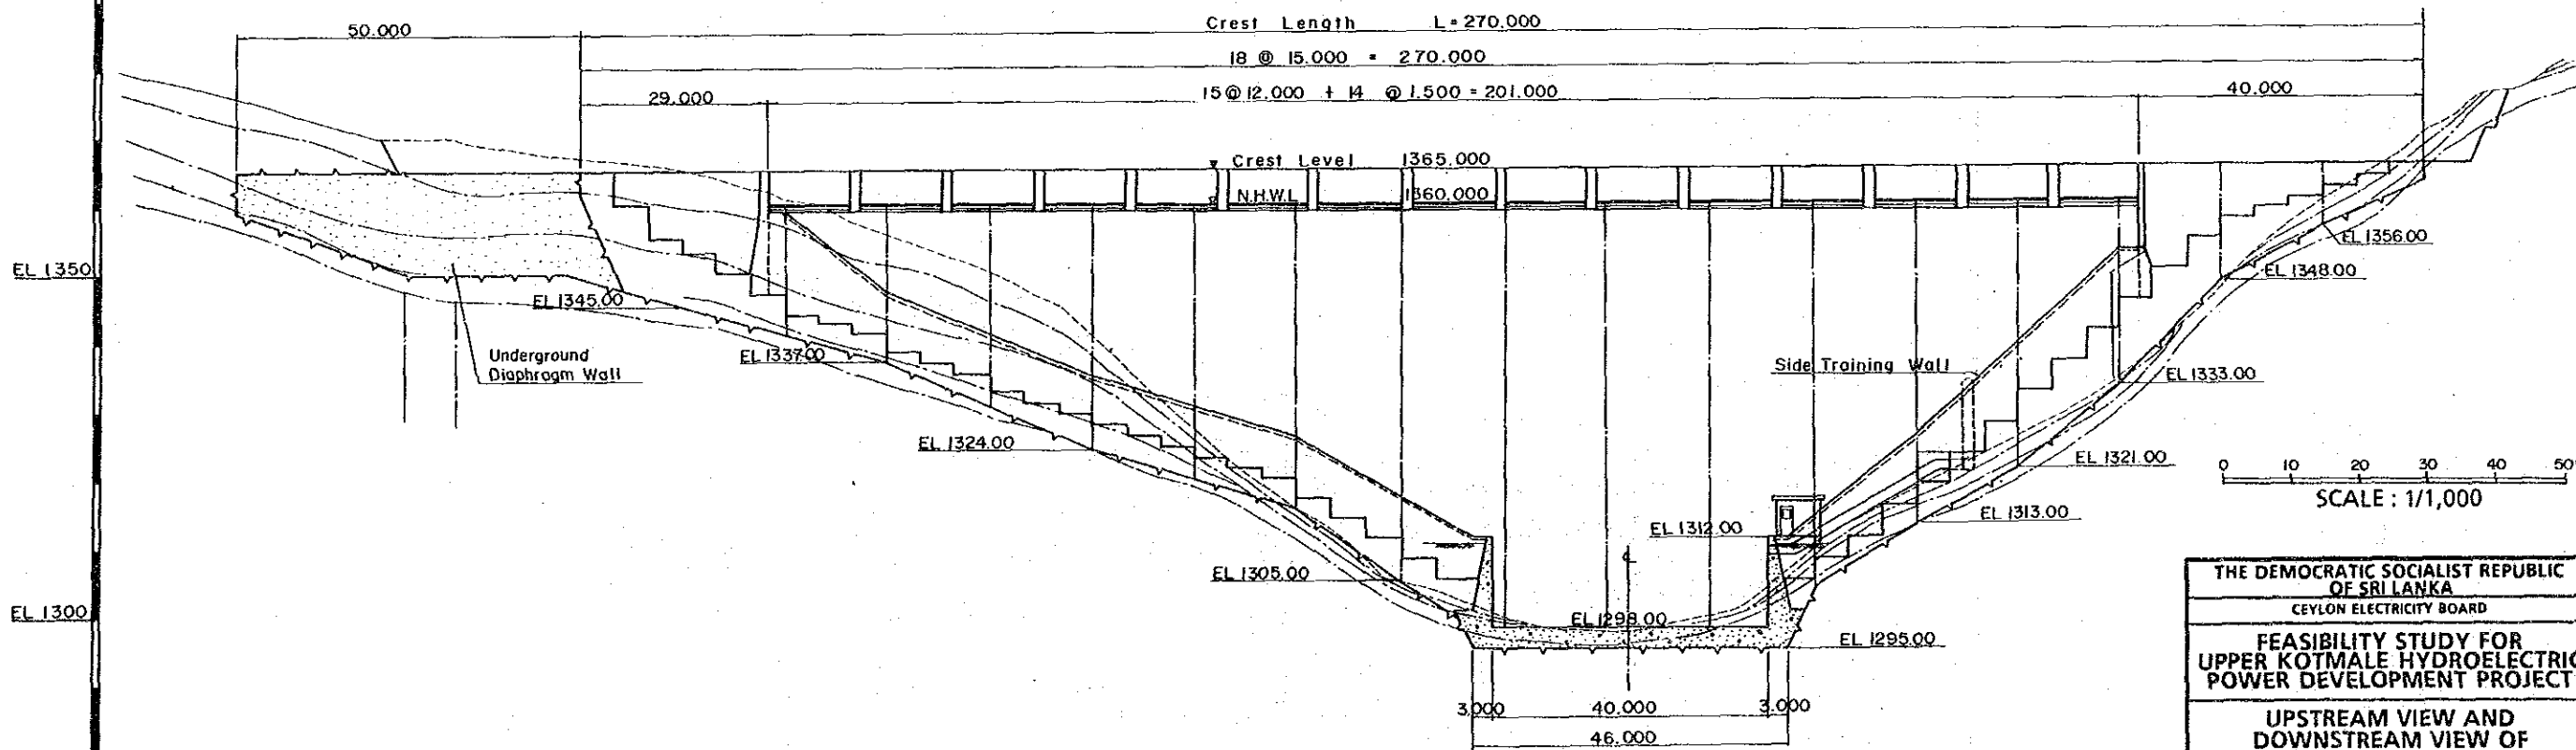 Crest Length L=270.000
50.000
18 @ 15.000 = 270.000
29.000
15@12.000 + 14 @ 1.500 = 201.000
40.000
Crest Level 1365.000
N.H.W.L 1360.000
EL 1356.00
EL 1350
EL 1348.00
EL 1345.00
EL 1337.00
Underground
Diaphragm Wall
Side Training Wall
EL 1333.00
EL 1324.00
EL 1321.00
0 10 20 30 40 50
SCALE : 1/1,000
EL 1313.00
EL 1312.00
EL 1305.00
EL 1300
EL 1298.00
EL 1295.00
3.000 40.000 3.000
46.000
THE DEMOCRATIC SOCIALIST REPUBLIC
OF SRI LANKA
CEYLON ELECTRICITY BOARD
FEASIBILITY STUDY FOR
UPPER KOTMALE HYDROELECTRIC
POWER DEVELOPMENT PROJECT
UPSTREAM VIEW AND
DOWNSTREAM VIEW OF